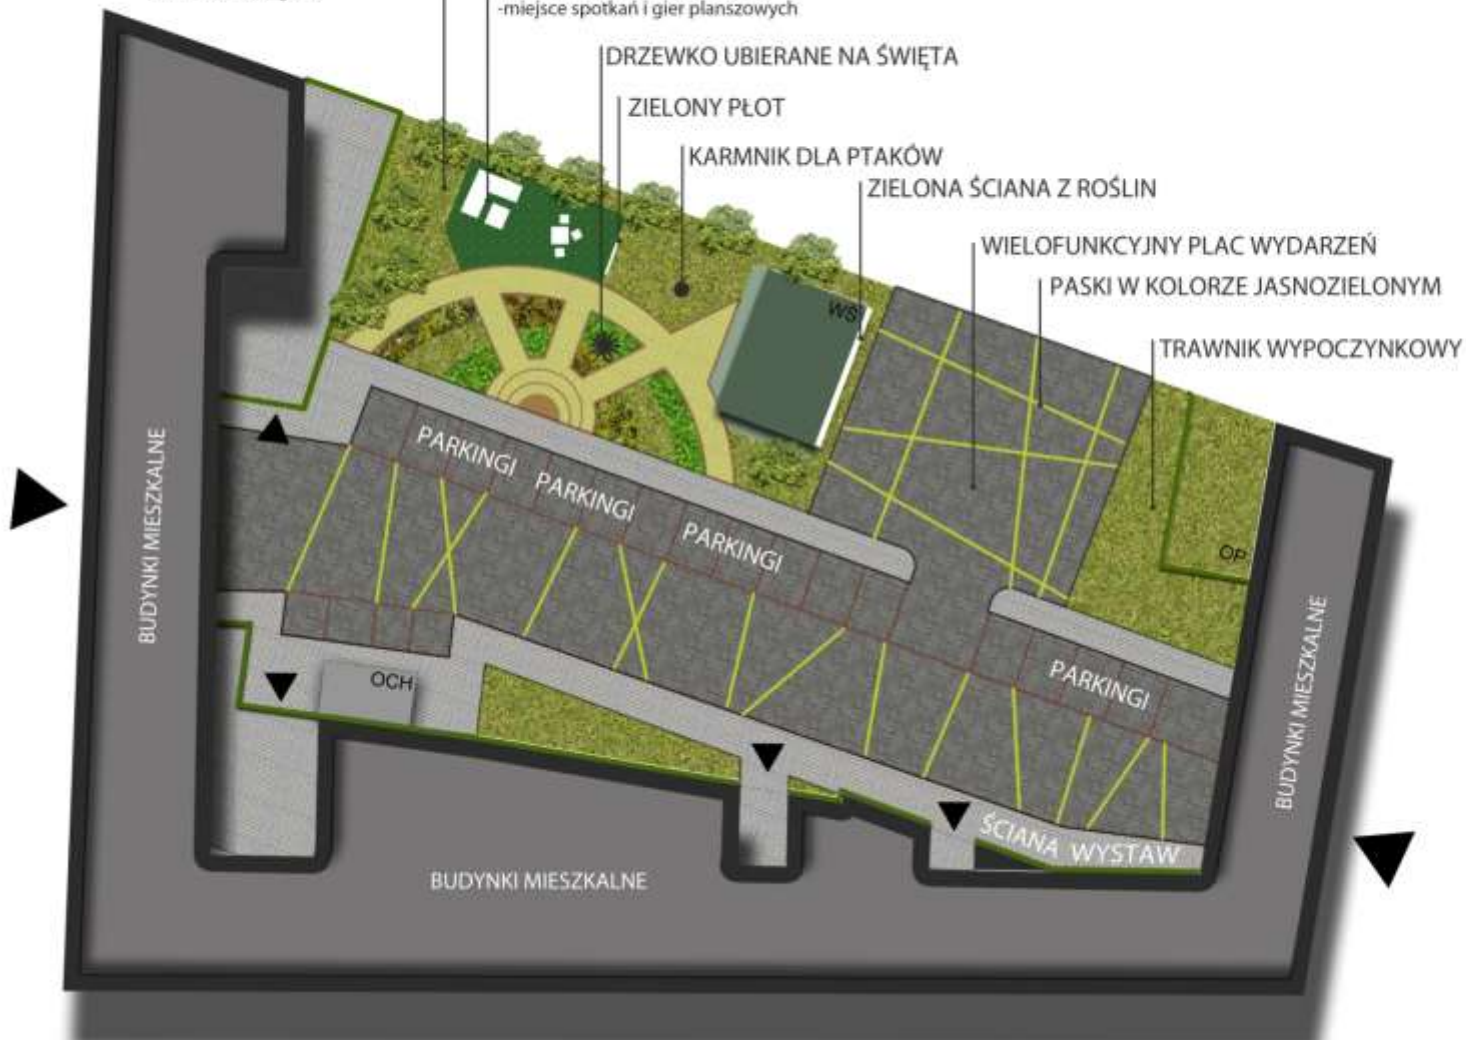 -miejsce spotkań i gier planszowych
DRZEWKO UBIERANE NA ŚWIĘTA
ZIELONY PŁOT
KARMNIK DLA PTAKÓW
ZIELONA ŚCIANA Z ROŚLIN
WIELOFUNKCYJNY PLAC WYDARZEŃ
PASKI W KOLORZE JASNOZIELONYM
TRAWNIK WYPOCZYNKOWY
WS
PARKINGI
PARKINGI
PARKINGI
OP
BUDYNKI MIESZKALNE
PARKINGI
OCH
BUDYNKI MIESZKALNE
ŚCIANA WYSTAW
BUDYNKI MIESZKALNE